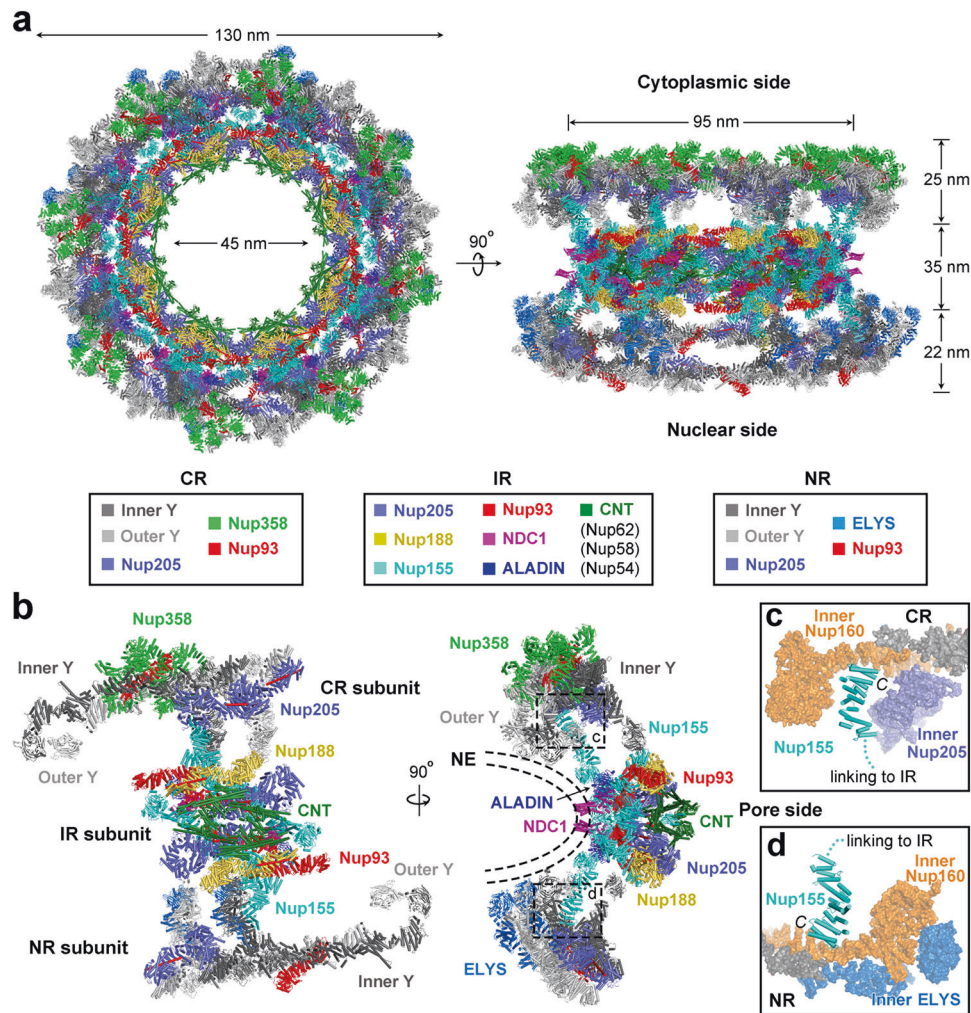 a
130 nm
45 nm
90°
Cytoplasmic side
95 nm
25 nm
35 nm
22 nm
Nuclear side
CR
Inner Y
Outer Y
Nup205
Nup358
Nup93
IR
Nup205
Nup188
Nup155
Nup93
NDC1
ALADIN
CNT
(Nup62)
(Nup58)
(Nup54)
NR
Inner Y
Outer Y
Nup205
ELYS
Nup93
b
Nup358
Inner Y
CR subunit
Nup205
Outer Y
Nup188
CNT
IR subunit
Nup93
Outer Y
Nup155
NR subunit
Inner Y
90°
Nup358
Inner Y
Outer Y
c
Nup155
NE
Nup93
ALADIN
NDC1
Pore side
CNT
Nup205
Nup188
d
ELYS
c
Inner
Nup160
CR
C
Nup155
Inner
Nup205
linking to IR
d
linking to IR
Inner
Nup160
Nup155
C
NR
Inner ELYS